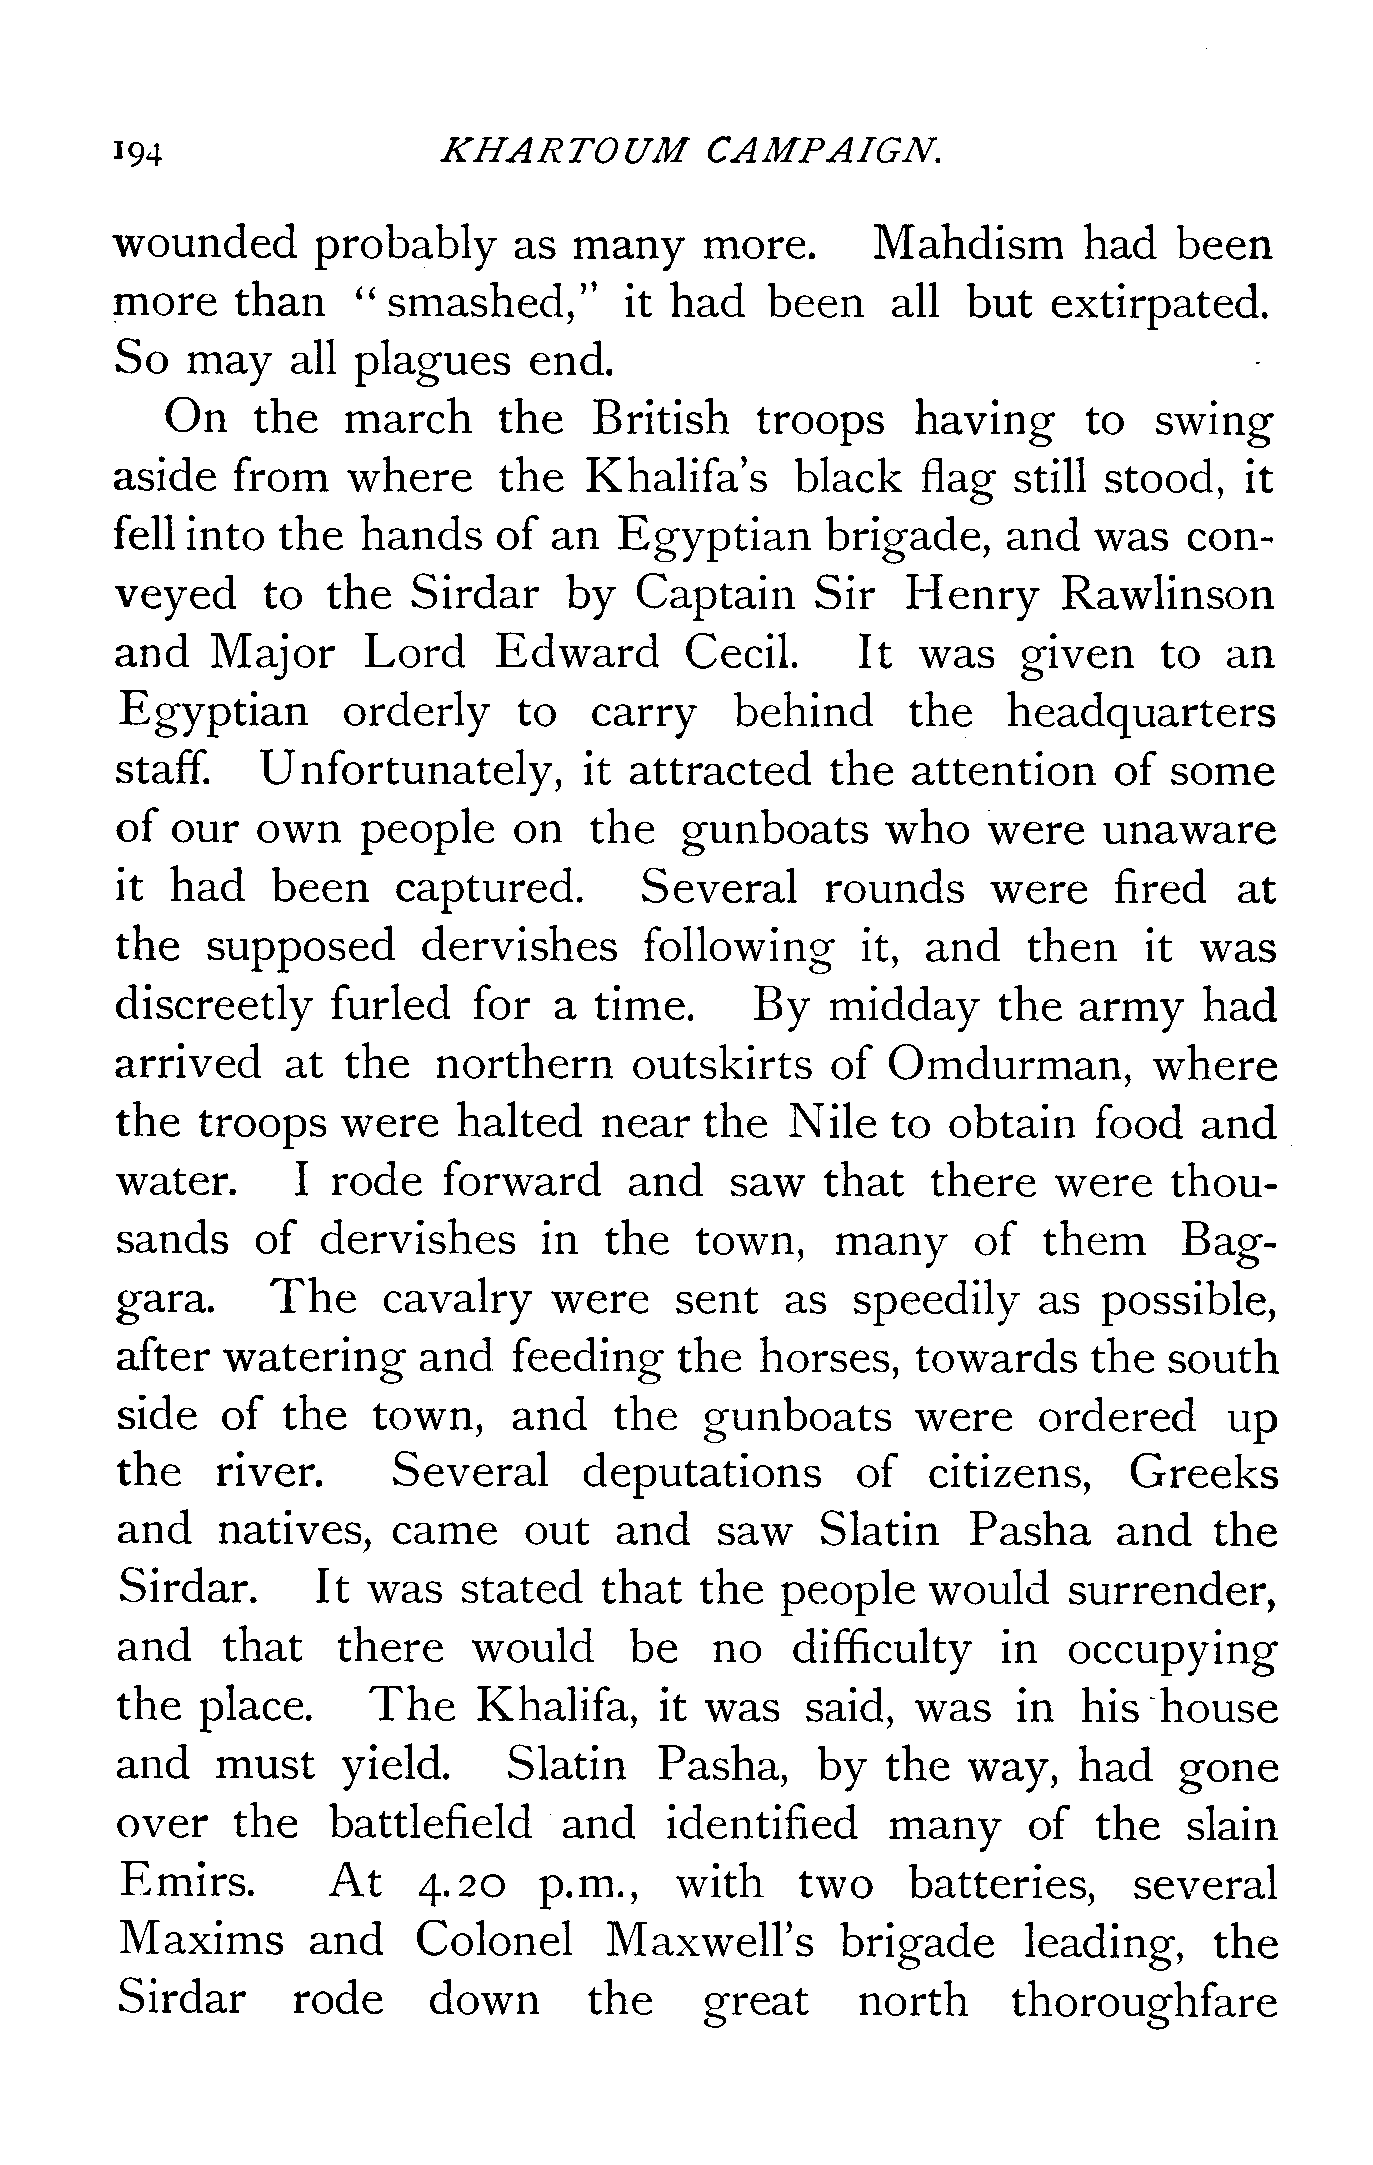 194 KHARTOUM CAMPAIGN.
wounded probably as many more. Mahdism had been
more than "smashed," it had been all but extirpated.
So may all plagues end.
On the march the British troops having to swing
aside from where the Khalifa's black flag still stood, it
fell into the hands of an Egyptian brigade, and was con-
veyed to the Sirdar by Captain Sir Henry Rawlinson
and Major Lord Edward Cecil. It was given to an
Egyptian orderly to carry behind the headquarters
staff. Unfortunately, it attracted the attention of some
of our own people on the gunboats who were unaware
it had been captured. Several rounds were fired at
the supposed dervishes following it, and then it was
discreetly furled for a time. By midday the army had
arrived at the northern outskirts of Omdurman, where
the troops were halted near the Nile to obtain food and
water. I rode forward and saw that there were thou-
sands of dervishes in the town, many of them Bag-
gara. The cavalry were sent as speedily as possible,
after watering and feeding the horses, towards the south
side of the town, and the gunboats were ordered up
the river. Several deputations of citizens, Greeks
and natives, came out and saw Slatin Pasha and the
Sirdar. It was stated that the people would surrender,
and that there would be no difficulty in occupying
the place. The Khalifa, it was said, was in his house
and must yield. Slatin Pasha, by the way, had gone
over the battlefield and identified many of the slain
Emirs. At 4.20 p.m., with two batteries, several
Maxims and Colonel Maxwell's brigade leading, the
Sirdar rode down the great north thoroughfare